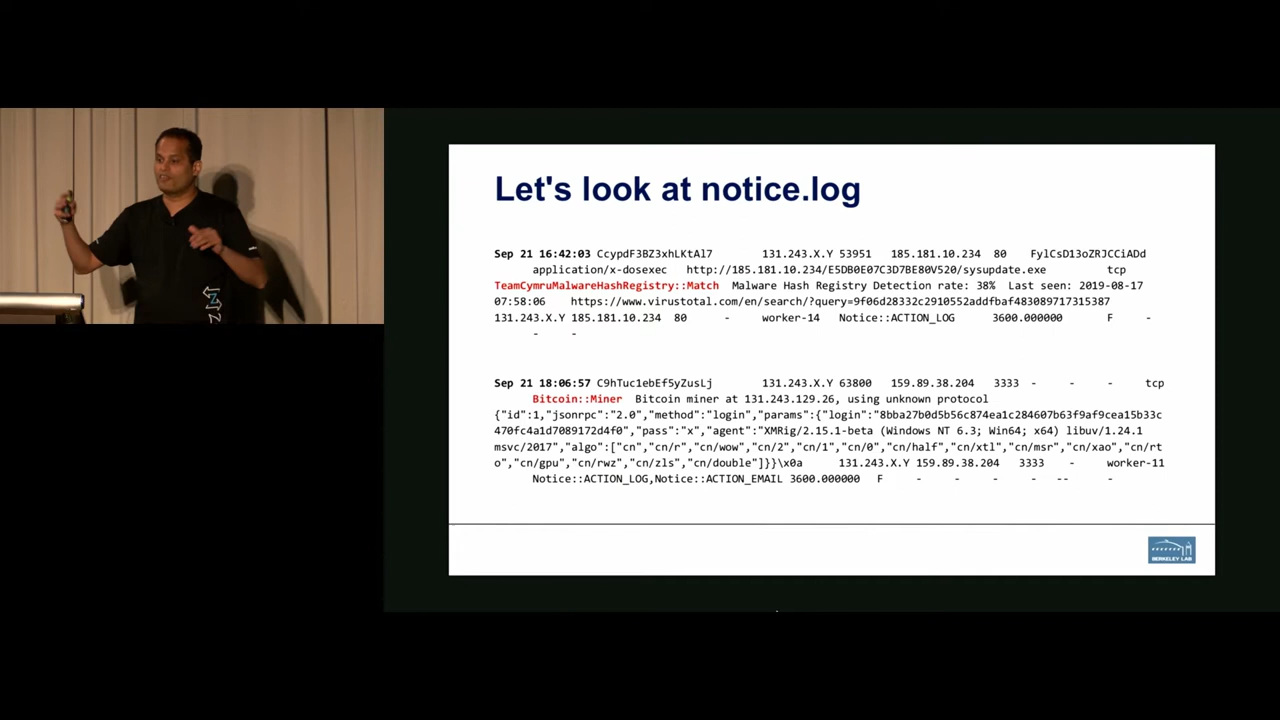 Let's look at notice.log
Sep 21 16:42:03 CcypdF3BZ3xhLKtAl7 131.243.X.Y 53951 185.181.10.234 80 FylCsD13oZRJCCiADd
application/x-dosexec http://185.181.10.234/E5DB0E07C3D7BE80V520/sysupdate.exe tcp
TeamCymruMalwareHashRegistry::Match Malware Hash Registry Detection rate: 38% Last seen: 2019-08-17
07:58:06 https://www.virustotal.com/en/search/?query=9f06d28332c2910552addfbaf483089717315387
131.243.X.Y 185.181.10.234 80 - worker-14 Notice::ACTION_LOG 3600.000000 F -
- -
Sep 21 18:06:57 C9hTuc1ebEf5yZusLj 131.243.X.Y 63800 159.89.38.204 3333 - - - tcp
Bitcoin::Miner Bitcoin miner at 131.243.129.26, using unknown protocol
{"id":1,"jsonrpc":"2.0","method":"login","params":{"login":"8bba27b0d5b56c874ea1c284607b63f9af9cea15b33c
470fc4a1d7089172d4f0","pass":"x","agent":"XMRig/2.15.1-beta (Windows NT 6.3; Win64; x64) libuv/1.24.1
msvc/2017","algo":["cn","cn/r","cn/wow","cn/2","cn/1","cn/0","cn/half","cn/xtl","cn/msr","cn/xao","cn/rt
o","cn/gpu","cn/rwz","cn/zls","cn/double"]}}\x0a 131.243.X.Y 159.89.38.204 3333 - worker-11
Notice::ACTION_LOG,Notice::ACTION_EMAIL 3600.000000 F - - - - -- -
BERKELEY LAB